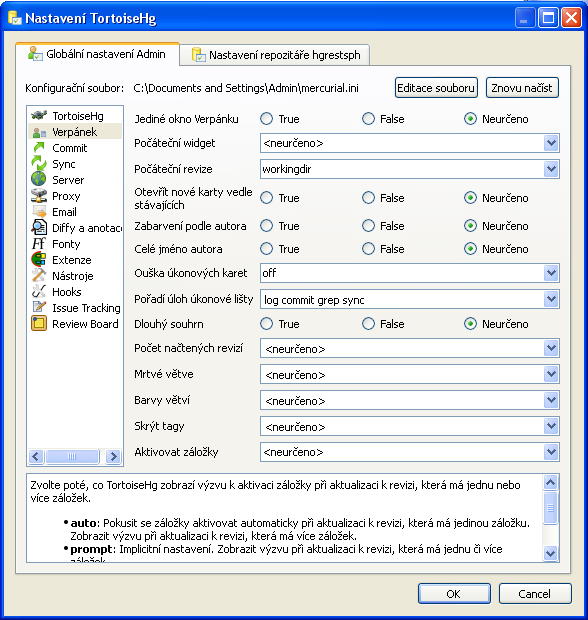 Nastavení TortoiseHg
Globální nastavení Admin
Nastavení repozitáře hgrestsph
Konfigurační soubor: C:\Documents and Settings\Admin\mercurial.ini
Editace souboru
Znovu načíst
TortoiseHg
Verpánek
Commit
Sync
Server
Proxy
Email
Diffy a anotace
Fonty
Extenze
Nástroje
Hooks
Issue Tracking
Review Board
Jediné okno Verpánku True False Neurčeno
Počáteční widget <neurčeno>
Počáteční revize workingdir
Otevřít nové karty vedle
stávajících True False Neurčeno
Zabarvení podle autora True False Neurčeno
Celé jméno autora True False Neurčeno
Ouška úkonových karet off
Pořadí úloh úkonové lišty log commit grep sync
Dlouhý souhrn True False Neurčeno
Počet načtených revizí <neurčeno>
Mrtvé větve <neurčeno>
Barvy větví <neurčeno>
Skrýt tagy <neurčeno>
Aktivovat záložky <neurčeno>
Zvolte poté, co TortoiseHg zobrazí výzvu k aktivaci záložky při aktualizaci k revizi, která má jednu nebo
více záložek.
• auto: Pokusit se záložky aktivovat automaticky při aktualizaci k revizi, která má jedinou záložku.
Zobrazit výzvu při aktualizaci k revizi, která má více záložek.
• prompt: Implicitní nastavení. Zobrazit výzvu při aktualizaci k revizi, která má jednu či více
záložek.
OK
Cancel